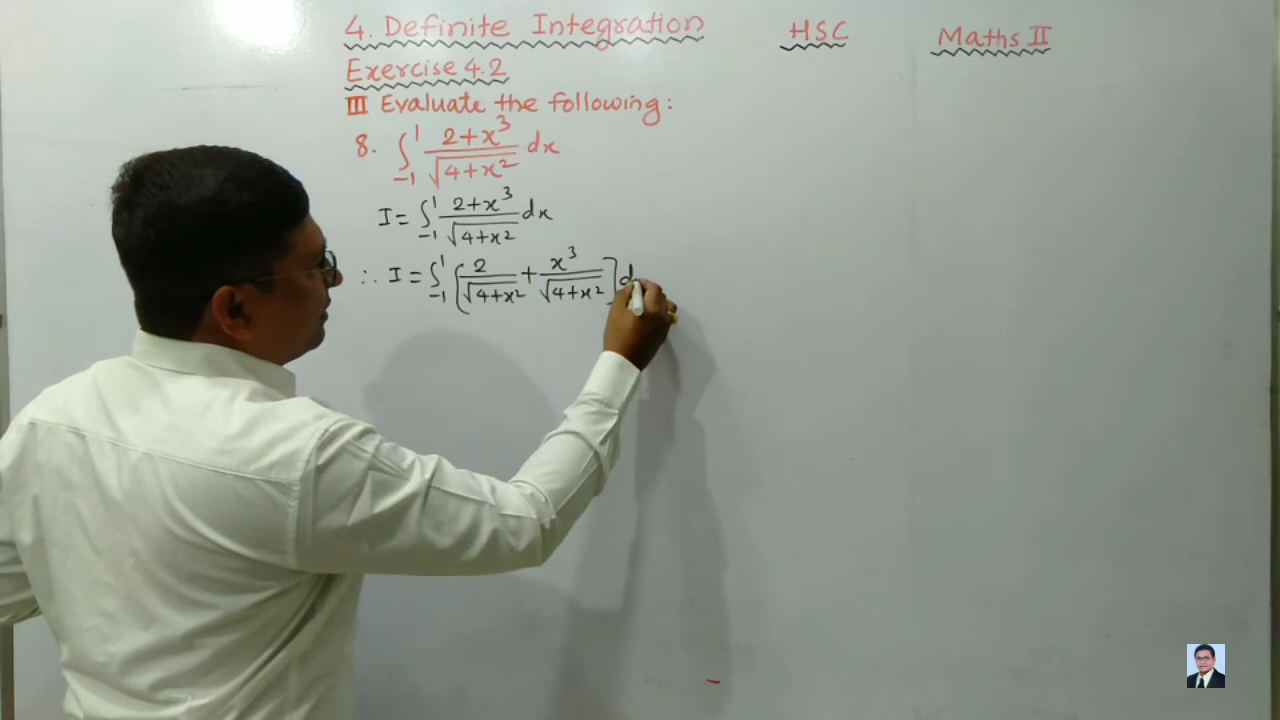 4. Definite Integration HSC Maths II
Exercise 4.2
III Evaluate the following:
8. ∫₋₁¹ (2+x³)/√(4+x²) dx
I = ∫₋₁¹ (2+x³)/√(4+x²) dx
∴ I = ∫₋₁¹ [2/√(4+x²) + x³/√(4+x²)] d